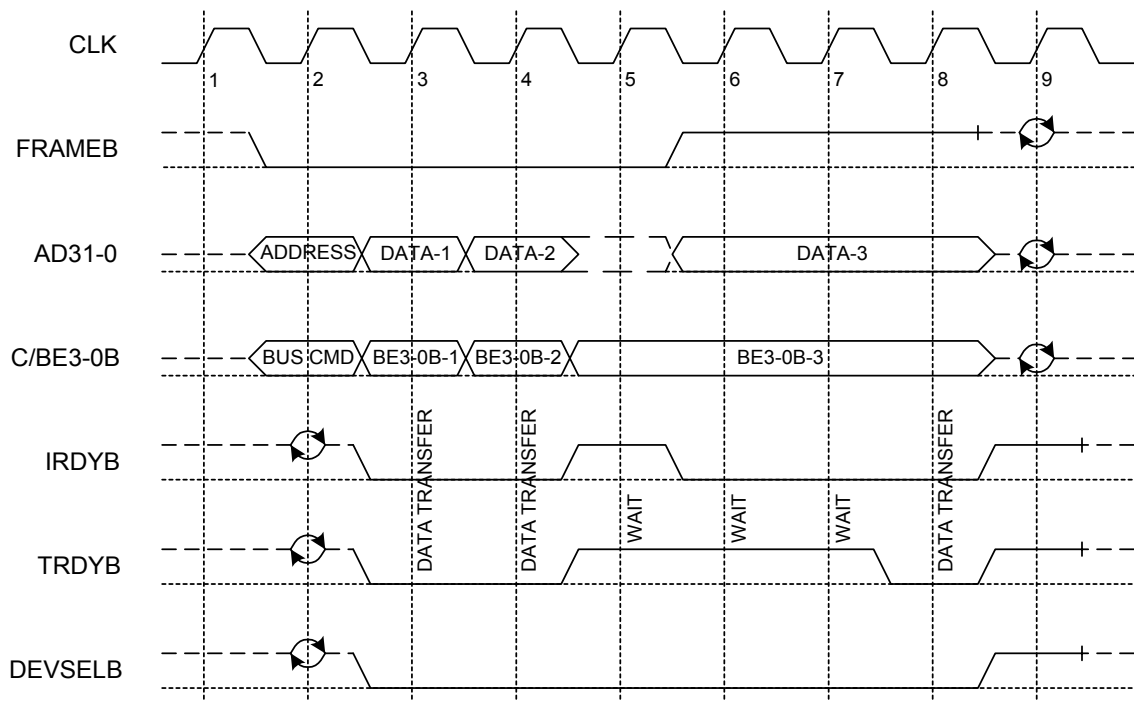 CLK
1 2 3 4 5 6 7 8 9
FRAMEB
AD31-0
ADDRESS DATA-1 DATA-2 DATA-3
C/BE3-0B
BUS CMD BE3-0B-1 BE3-0B-2 BE3-0B-3
IRDYB
DATA TRANSFER
DATA TRANSFER
WAIT
WAIT
WAIT
DATA TRANSFER
TRDYB
DEVSELB